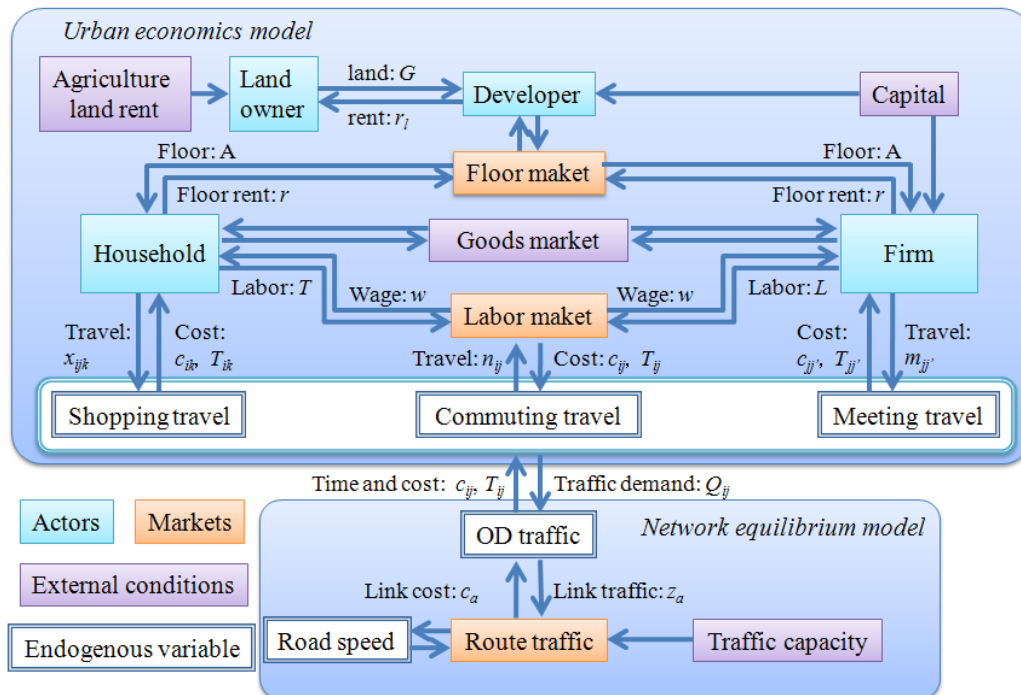 Urban economics model
Agriculture
land rent
Land
owner
land: G
rent: r_l
Developer
Capital
Floor: A
Floor rent: r
Floor maket
Floor: A
Floor rent: r
Household
Goods market
Firm
Labor: T
Wage: w
Labor maket
Wage: w
Labor: L
Travel:
x_ijk
Cost:
c_ik, T_ik
Travel: n_ij
Cost: c_ij, T_ij
Cost:
c_jj', T_jj'
Travel:
m_jj'
Shopping travel
Commuting travel
Meeting travel
Time and cost: c_ij, T_ij
Traffic demand: Q_ij
Actors
Markets
External conditions
Endogenous variable
Network equilibrium model
OD traffic
Link cost: c_a
Link traffic: z_a
Road speed
Route traffic
Traffic capacity